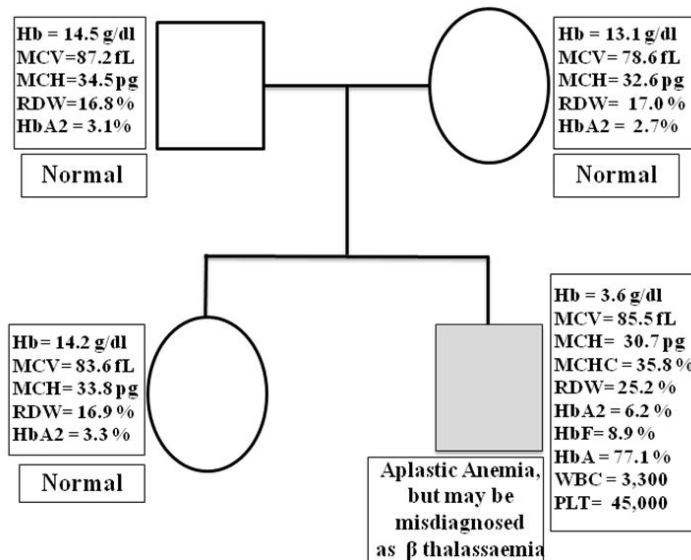 Hb = 14.5 g/dl
MCV=87.2 fL
MCH=34.5 pg
RDW=16.8 %
HbA2 = 3.1%
Normal
Hb = 13.1 g/dl
MCV= 78.6 fL
MCH= 32.6 pg
RDW= 17.0 %
HbA2 = 2.7%
Normal
Hb= 14.2 g/dl
MCV= 83.6 fL
MCH= 33.8 pg
RDW= 16.9 %
HbA2= 3.3 %
Normal
Hb = 3.6 g/dl
MCV= 85.5 fL
MCH= 30.7 pg
MCHC = 35.8 %
RDW= 25.2 %
HbA2= 6.2 %
HbF= 8.9 %
HbA = 77.1 %
WBC = 3,300
PLT= 45,000
Aplastic Anemia,
but may be
misdiagnosed
as β thalassaemia